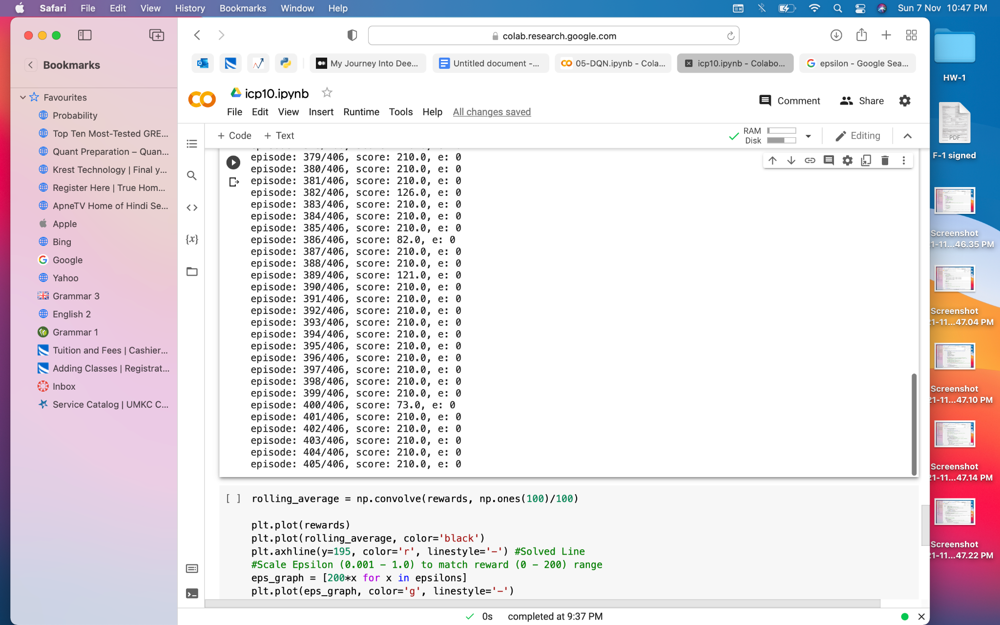 Safari File Edit View History Bookmarks Window Help Sun 7 Nov 10:47 PM
colab.research.google.com
Bookmarks
My Journey Into Dee... Untitled document -... 05-DQN.ipynb - Cola... icp10.ipynb - Colabo... epsilon - Google Sea...
Favourites
Probability
Top Ten Most-Tested GRE...
Quant Preparation – Quan...
Krest Technology | Final y...
Register Here | True Hom...
ApneTV Home of Hindi Se...
Apple
Bing
Google
Yahoo
Grammar 3
English 2
Grammar 1
Tuition and Fees | Cashier...
Adding Classes | Registrat...
Inbox
Service Catalog | UMKC C...
icp10.ipynb
Comment Share
File Edit View Insert Runtime Tools Help All changes saved
+ Code + Text
RAM
Disk
Editing
{x}
episode: 379/406, score: 210.0, e: 0
episode: 380/406, score: 210.0, e: 0
episode: 381/406, score: 210.0, e: 0
episode: 382/406, score: 126.0, e: 0
episode: 383/406, score: 210.0, e: 0
episode: 384/406, score: 210.0, e: 0
episode: 385/406, score: 210.0, e: 0
episode: 386/406, score: 82.0, e: 0
episode: 387/406, score: 210.0, e: 0
episode: 388/406, score: 210.0, e: 0
episode: 389/406, score: 121.0, e: 0
episode: 390/406, score: 210.0, e: 0
episode: 391/406, score: 210.0, e: 0
episode: 392/406, score: 210.0, e: 0
episode: 393/406, score: 210.0, e: 0
episode: 394/406, score: 210.0, e: 0
episode: 395/406, score: 210.0, e: 0
episode: 396/406, score: 210.0, e: 0
episode: 397/406, score: 210.0, e: 0
episode: 398/406, score: 210.0, e: 0
episode: 399/406, score: 210.0, e: 0
episode: 400/406, score: 73.0, e: 0
episode: 401/406, score: 210.0, e: 0
episode: 402/406, score: 210.0, e: 0
episode: 403/406, score: 210.0, e: 0
episode: 404/406, score: 210.0, e: 0
episode: 405/406, score: 210.0, e: 0
[ ] rolling_average = np.convolve(rewards, np.ones(100)/100)
plt.plot(rewards)
plt.plot(rolling_average, color='black')
plt.axhline(y=195, color='r', linestyle='-') #Solved Line
#Scale Epsilon (0.001 - 1.0) to match reward (0 - 200) range
eps_graph = [200*x for x in epsilons]
plt.plot(eps_graph, color='g', linestyle='-')
0s completed at 9:37 PM
HW-1
PDF
F-1 signed
Screenshot
1-11...46.35 PM
Screenshot
21-11...47.04 PM
Screenshot
21-11...47.10 PM
Screenshot
21-11...47.14 PM
Screenshot
21-11...47.22 PM